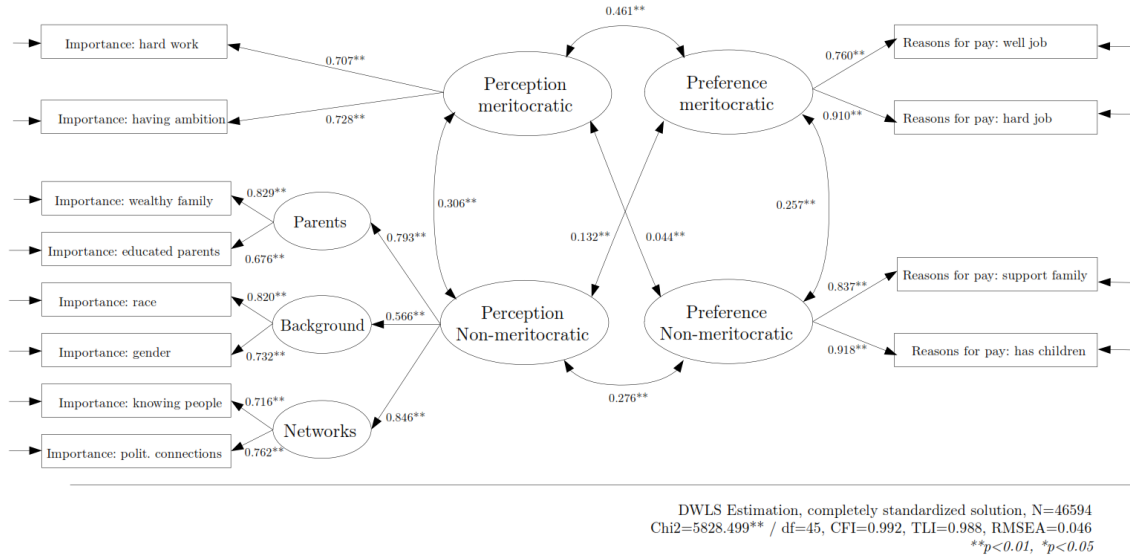 0.461**
Importance: hard work
Reasons for pay: well job
0.760**
0.707**
Perception
meritocratic
Preference
meritocratic
0.728**
0.910**
Importance: having ambition
Reasons for pay: hard job
0.829**
Importance: wealthy family
Parents
0.306**
0.257**
0.793**
0.132**
0.044**
Importance: educated parents
0.676**
Reasons for pay: support family
0.837**
Importance: race
0.820**
Background
0.566**
Perception
Non-meritocratic
Preference
Non-meritocratic
Importance: gender
0.732**
0.918**
Reasons for pay: has children
0.276**
Importance: knowing people
0.716**
0.846**
Networks
Importance: polit. connections
0.762**
DWLS Estimation, completely standardized solution, N=46594
Chi2=5828.499** / df=45, CFI=0.992, TLI=0.988, RMSEA=0.046
**p<0.01, *p<0.05